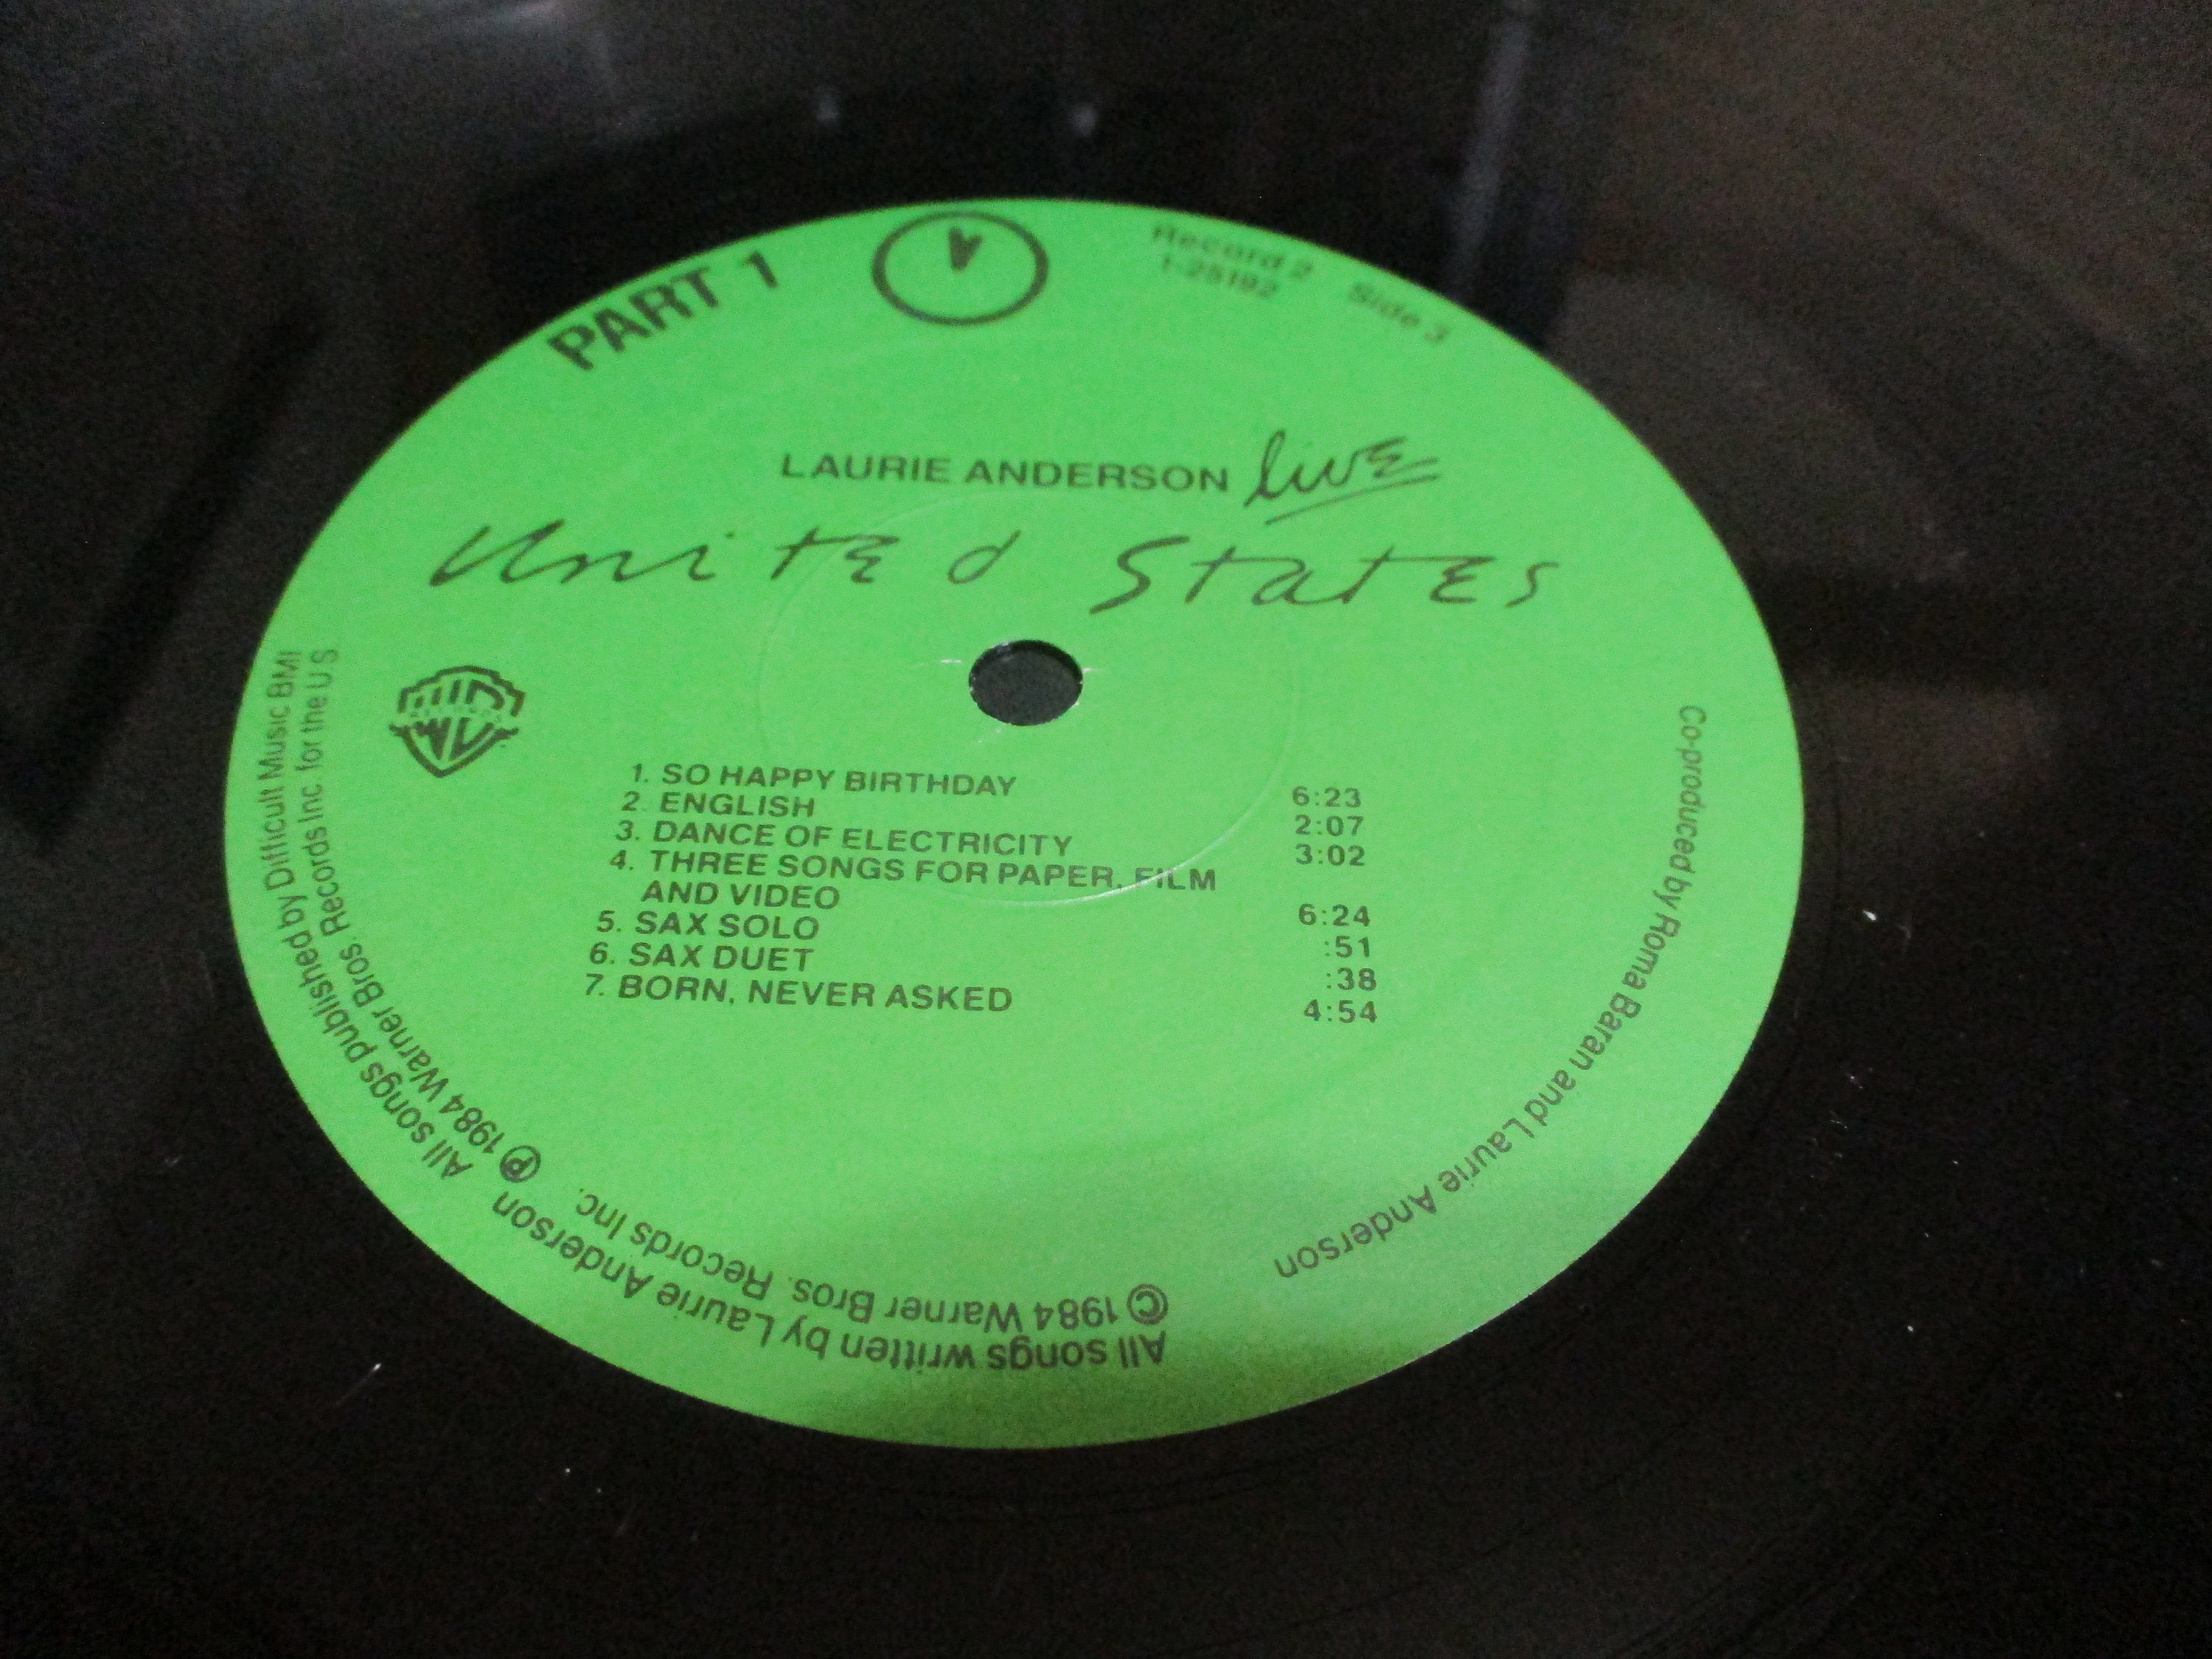 PART 1
Record 2 Side 3
1-25192
LAURIE ANDERSON live
United States
1. SO HAPPY BIRTHDAY 6:23
2. ENGLISH 2:07
3. DANCE OF ELECTRICITY 3:02
4. THREE SONGS FOR PAPER, FILM
AND VIDEO 6:24
5. SAX SOLO :51
6. SAX DUET :38
7. BORN, NEVER ASKED 4:54
Co-produced by Roma Baran and Laurie Anderson
All songs written by Laurie Anderson
© 1984 Warner Bros. Records Inc.
All songs published by Difficult Music BMI
℗ 1984 Warner Bros. Records Inc. for the U S